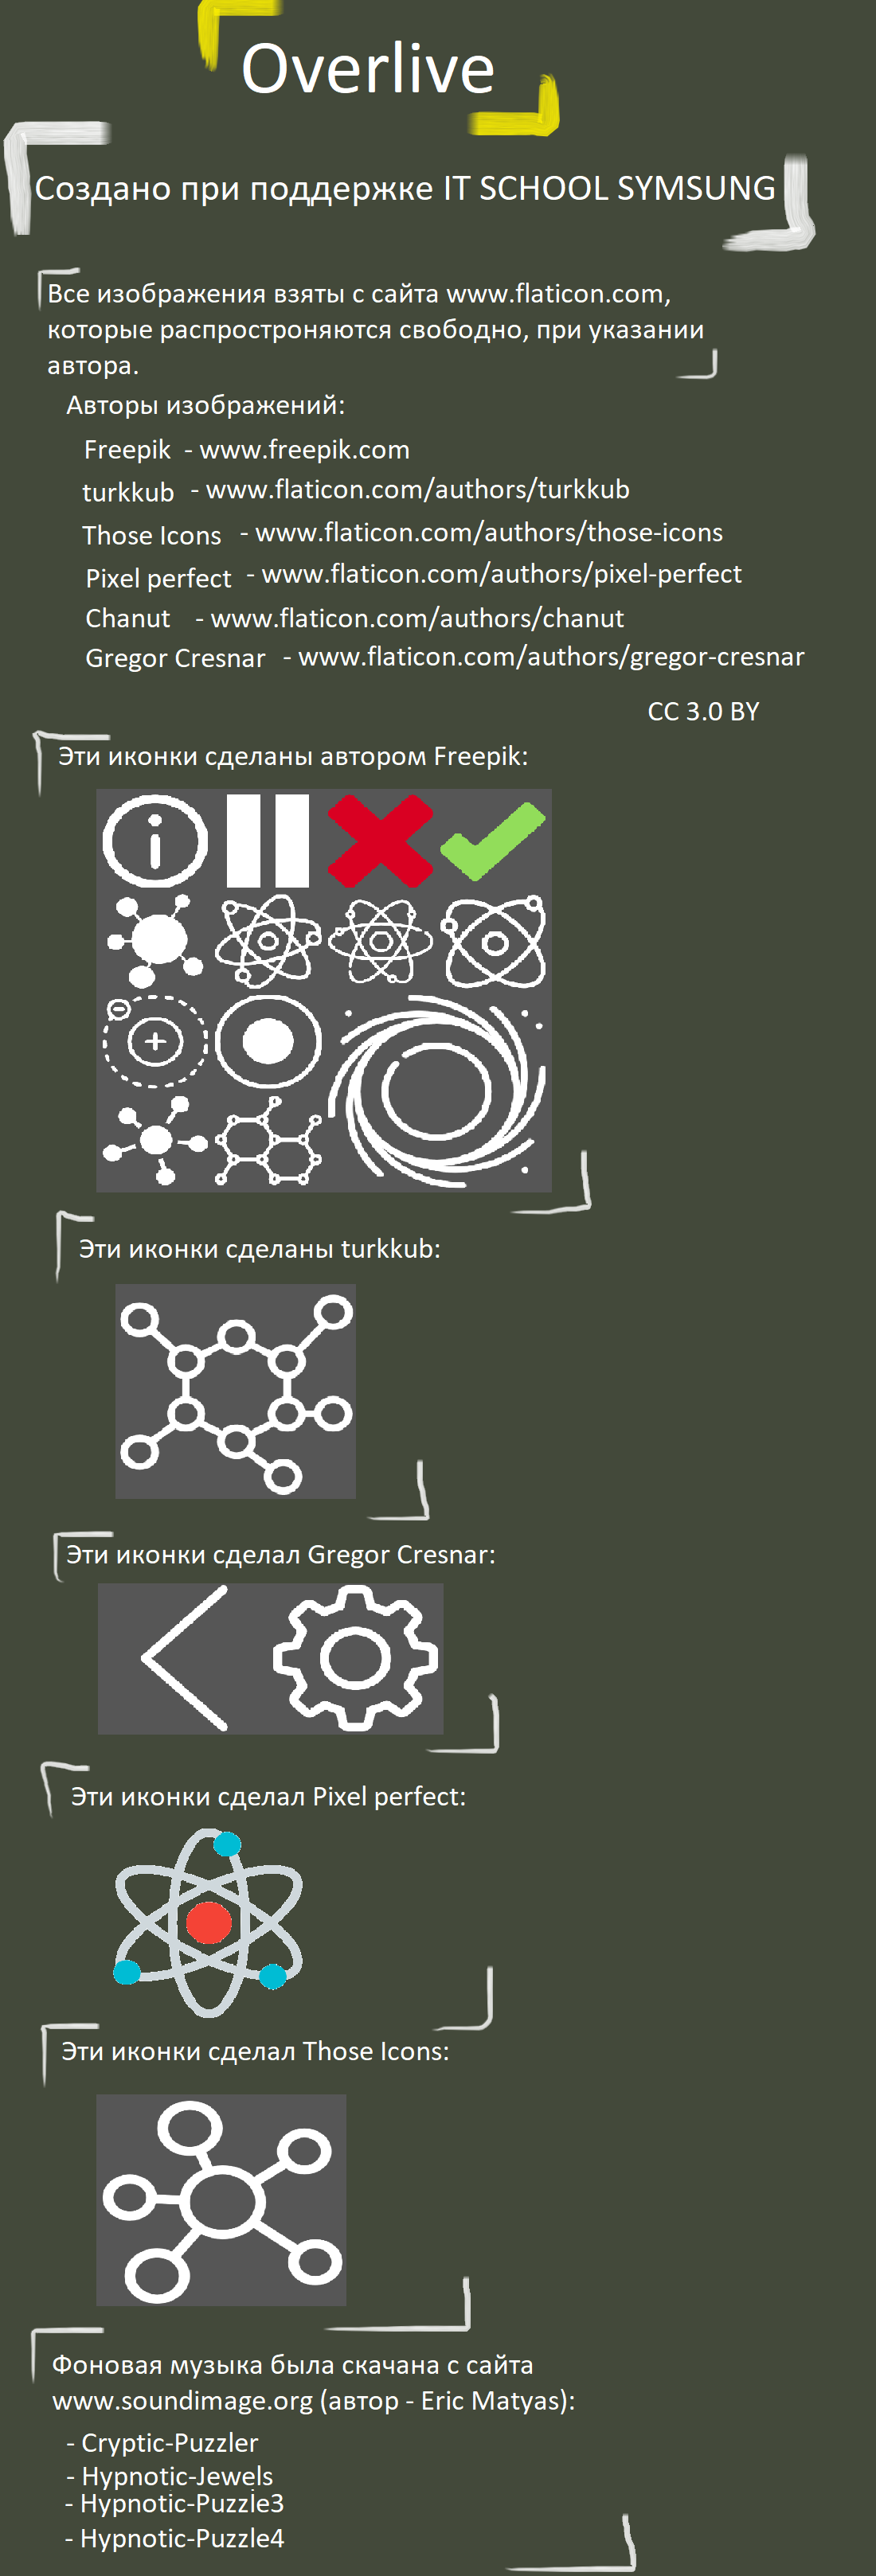 Overlive
Создано при поддержке IT SCHOOL SYMSUNG
Все изображения взяты с сайта www.flaticon.com,
которые распростроняются свободно, при указании
автора.
Авторы изображений:
Freepik - www.freepik.com
turkkub - www.flaticon.com/authors/turkkub
Those Icons - www.flaticon.com/authors/those-icons
Pixel perfect - www.flaticon.com/authors/pixel-perfect
Chanut - www.flaticon.com/authors/chanut
Gregor Cresnar - www.flaticon.com/authors/gregor-cresnar
CC 3.0 BY
Эти иконки сделаны автором Freepik:
Эти иконки сделаны turkkub:
Эти иконки сделал Gregor Cresnar:
Эти иконки сделал Pixel perfect:
Эти иконки сделал Those Icons:
Фоновая музыка была скачана с сайта
www.soundimage.org (автор - Eric Matyas):
- Cryptic-Puzzler
- Hypnotic-Jewels
- Hypnotic-Puzzle3
- Hypnotic-Puzzle4